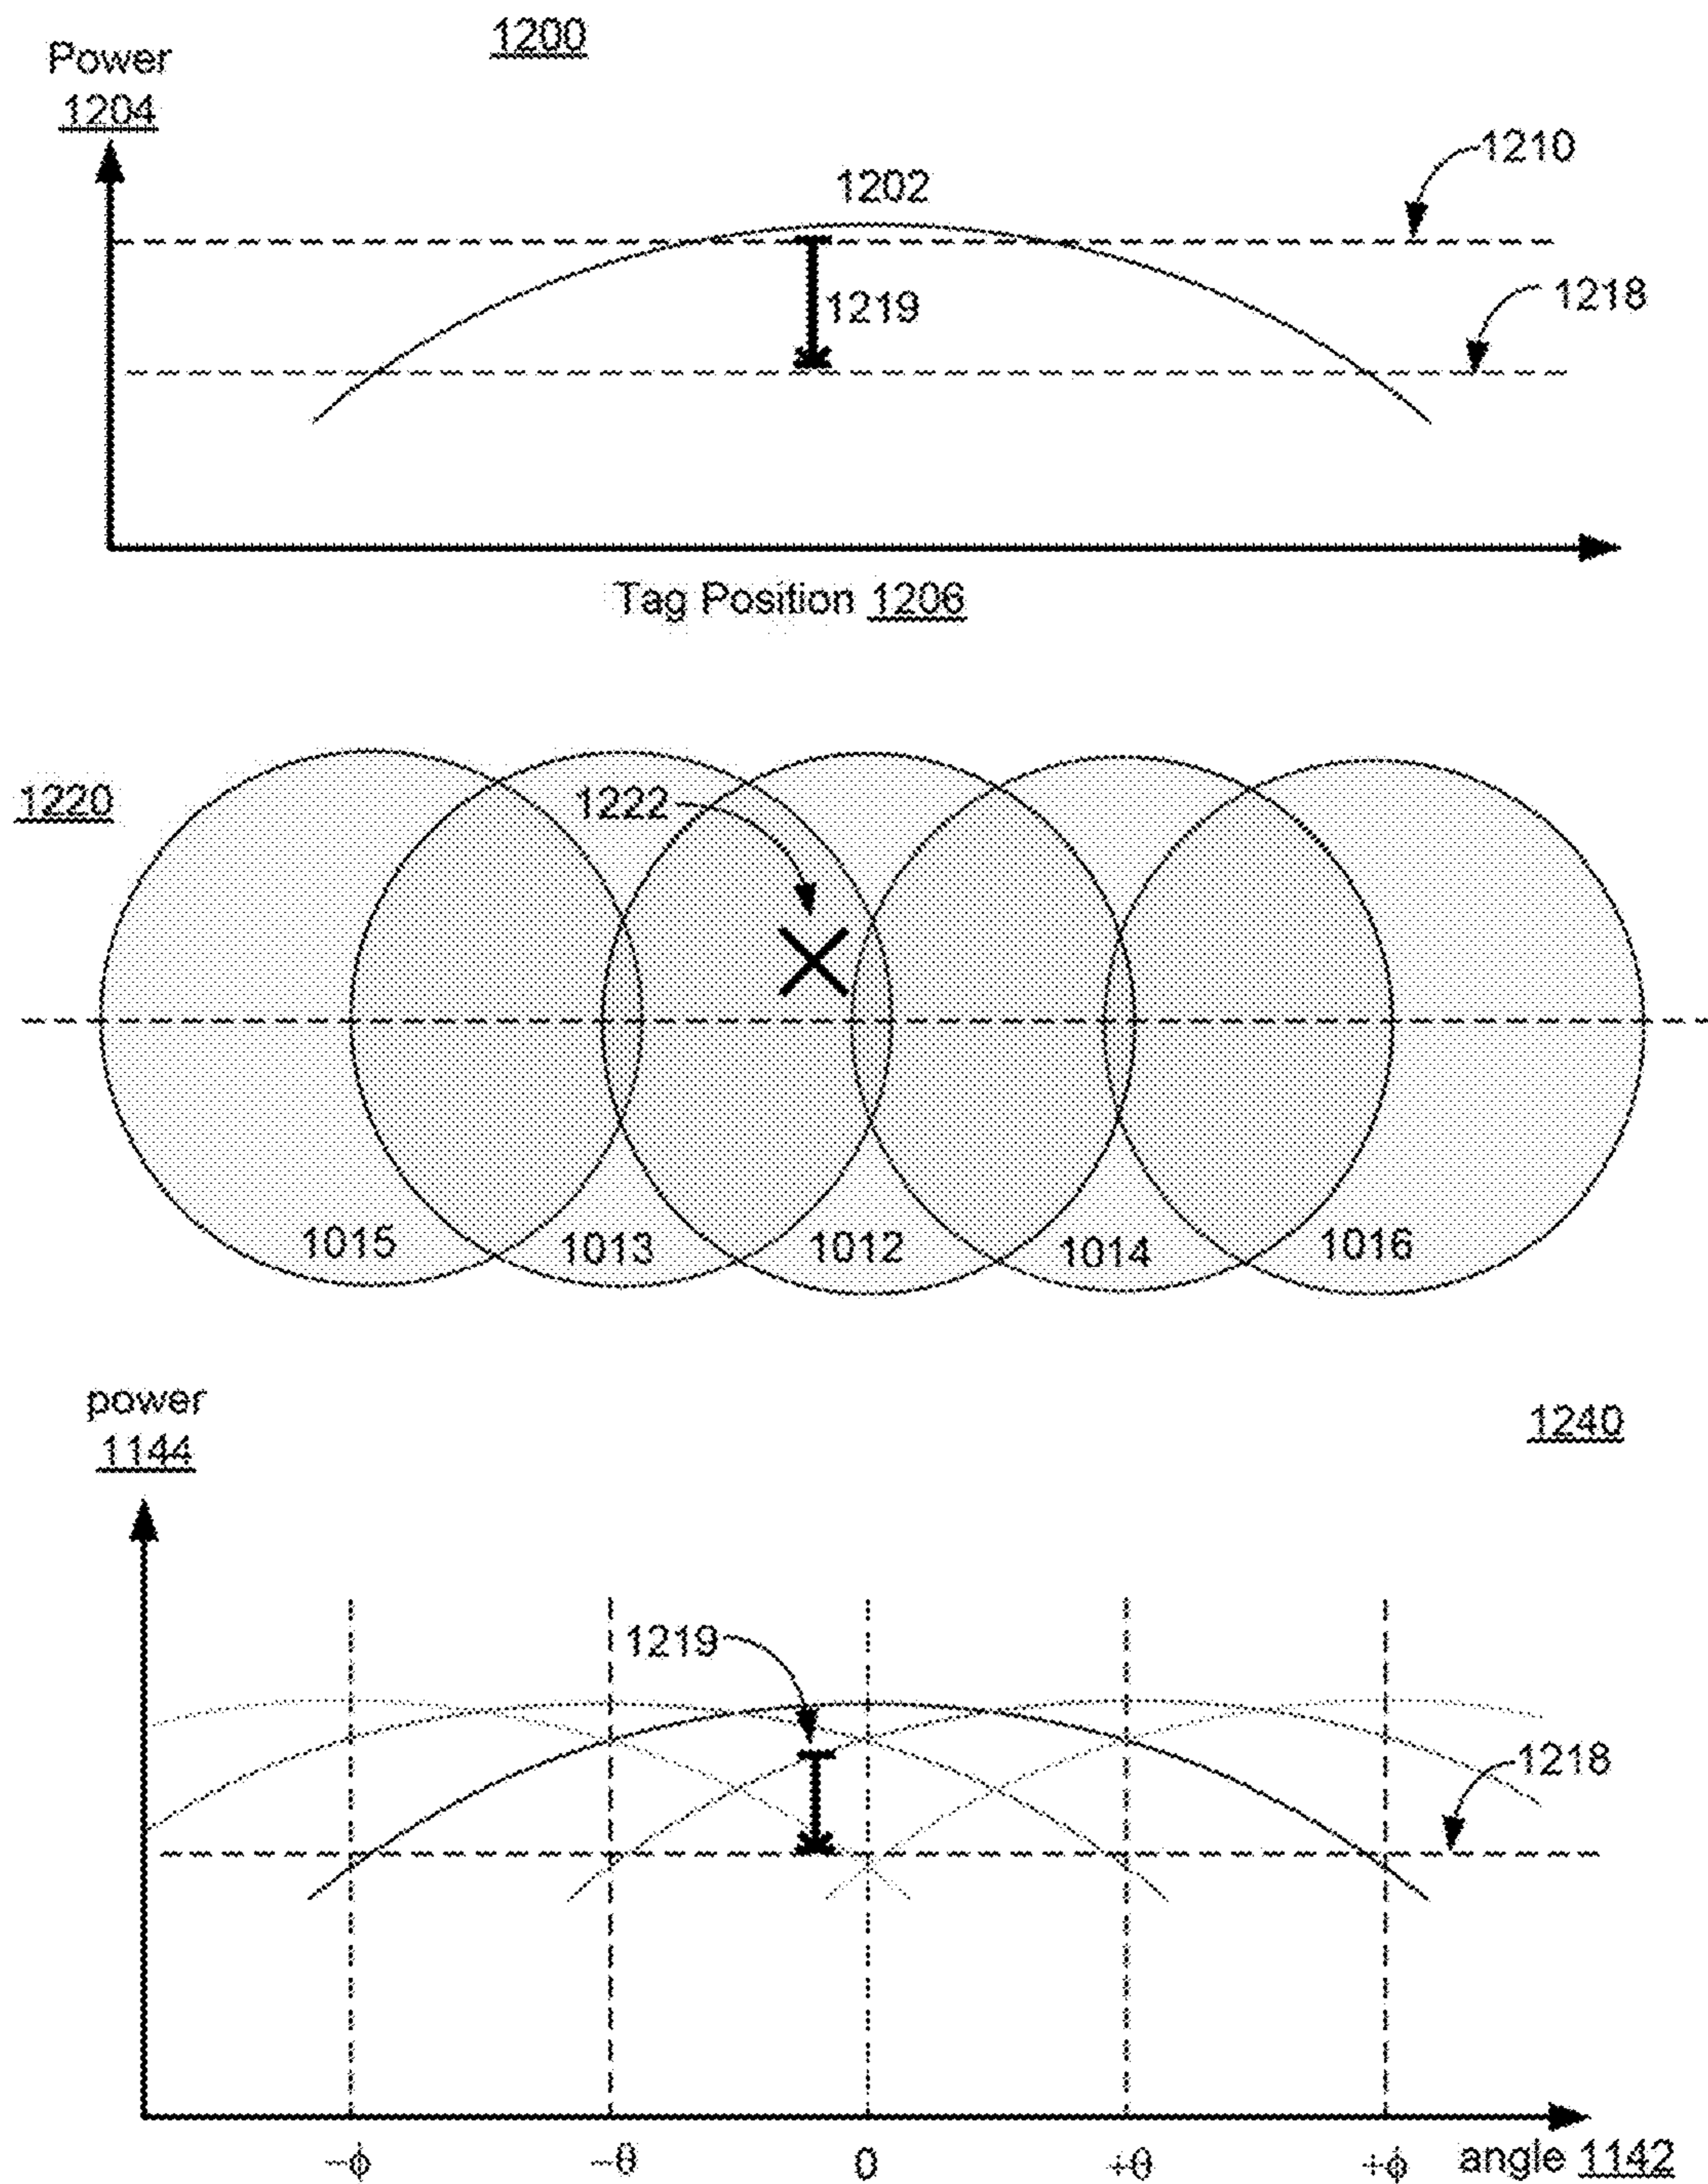 1200
Power
1204
1210
1202
1218
1219
Tag Position 1206
1220
1222
1015
1013
1012
1014
1016
power
1144
1240
1219
1218
−ϕ
−θ
0
+θ
+ϕ
angle 1142